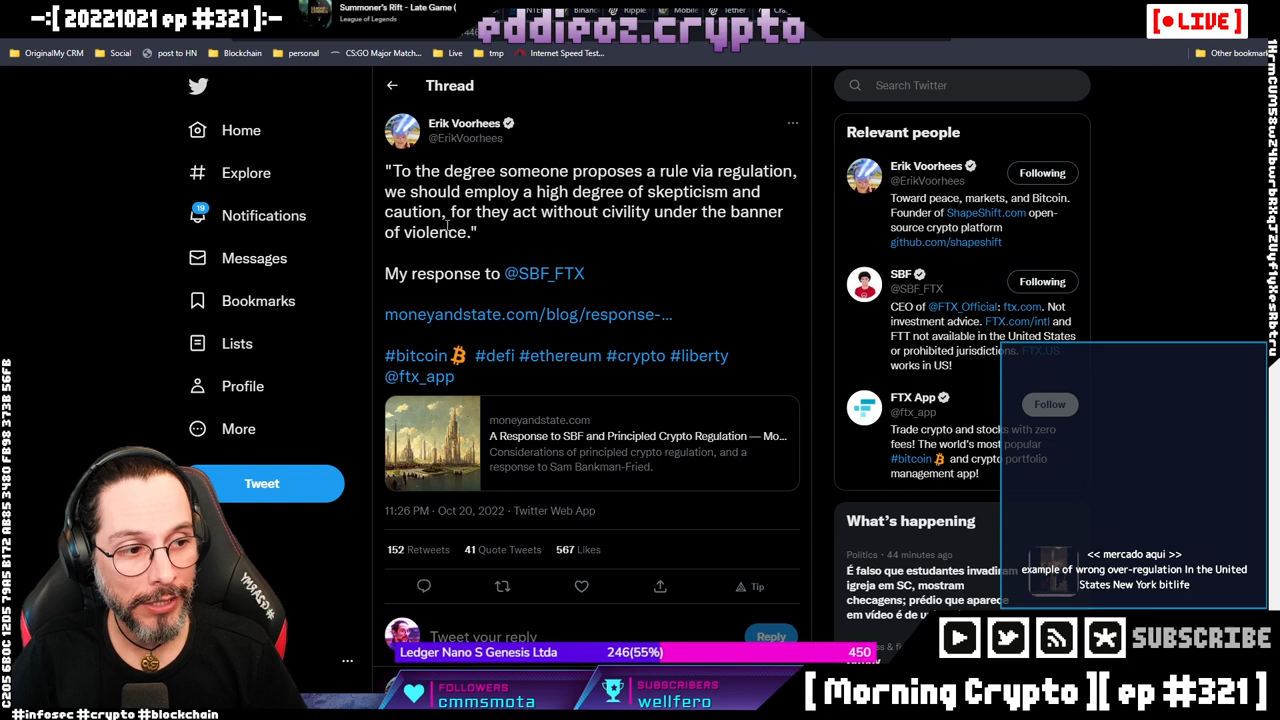 -:[ 20221021 ep #321]:-
Summoner's Rift - Late Game (
League of Legends
Ripple
Mobile
Tether
eddieoz.crypto
[ LIVE ]
OriginalMy CRM
Social
post to HN
Blockchain
personal
CS:GO Major Match...
Live
tmp
Internet Speed Test...
Other bookmar
Home
Explore
19
Notifications
Messages
Bookmarks
Lists
Profile
More
Tweet
Thread
Erik Voorhees
@ErikVoorhees
"To the degree someone proposes a rule via regulation,
we should employ a high degree of skepticism and
caution, for they act without civility under the banner
of violence."
My response to @SBF_FTX
moneyandstate.com/blog/response-...
#bitcoin #defi #ethereum #crypto #liberty
@ftx_app
moneyandstate.com
A Response to SBF and Principled Crypto Regulation — Mo...
Considerations of principled crypto regulation, and a
response to Sam Bankman-Fried.
11:26 PM · Oct 20, 2022 · Twitter Web App
152 Retweets 41 Quote Tweets 567 Likes
Tip
Tweet your reply
Reply
Search Twitter
Relevant people
Erik Voorhees
@ErikVoorhees
Following
Toward peace, markets, and Bitcoin.
Founder of ShapeShift.com open-
source crypto platform
github.com/shapeshift
SBF
@SBF_FTX
Following
CEO of @FTX_Official: ftx.com. Not
investment advice. FTX.com/intl and
FTT not available in the United States
or prohibited jurisdictions. FTX.US
works in US!
FTX App
@ftx_app
Follow
Trade crypto and stocks with zero
fees! The world's most popular
#bitcoin and crypto portfolio
management app!
What's happening
Politics · 44 minutes ago
É falso que estudantes invadiram
igreja em SC, mostram
checagens; prédio que aparece
em vídeo é de
<< mercado aqui >>
example of wrong over-regulation In the United
States New York bitlife
Ledger Nano S Genesis Ltda
246(55%)
450
FOLLOWERS
cmmsmota
SUBSCRIBERS
wellfero
SUBSCRIBE
[ Morning Crypto ][ ep #321 ]
#infosec #crypto #blockchain